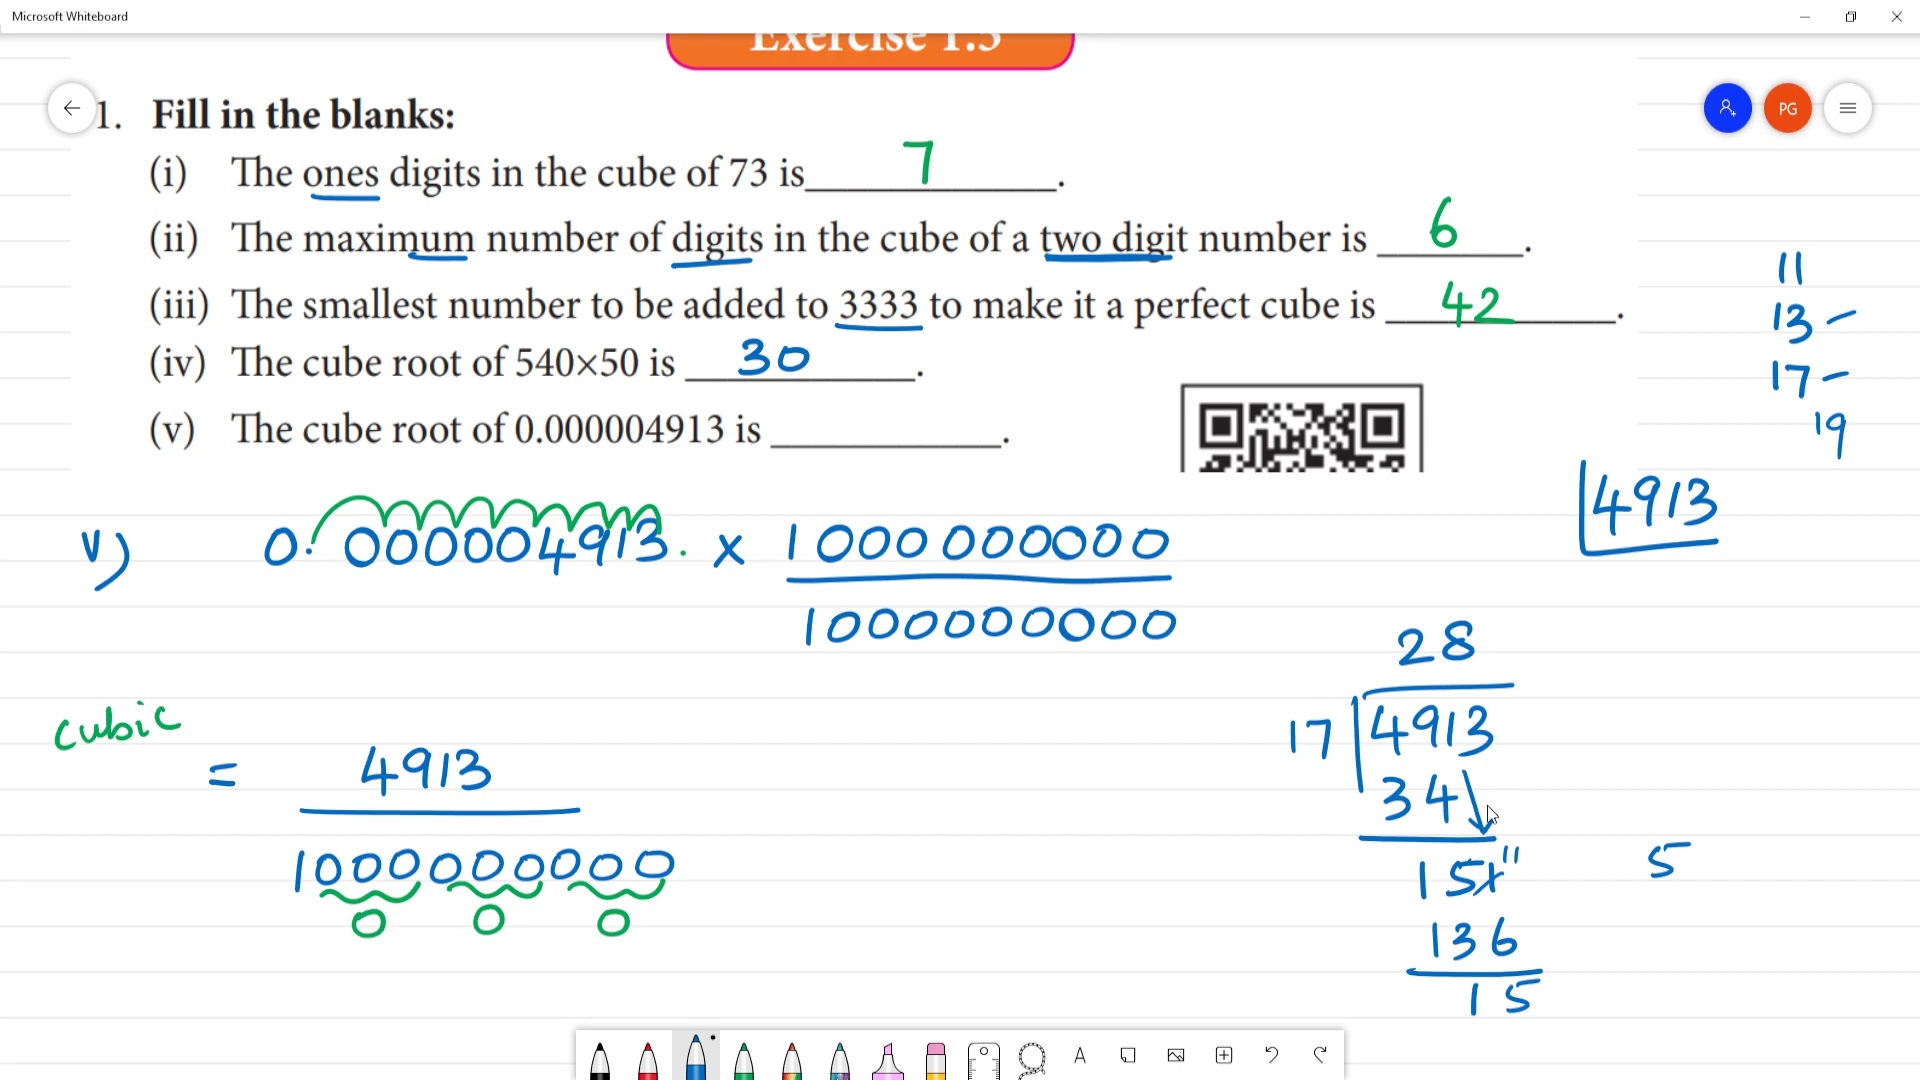 Microsoft Whiteboard
Exercise 1.5
PG
1. Fill in the blanks:
(i) The ones digits in the cube of 73 is 7.
(ii) The maximum number of digits in the cube of a two digit number is 6.
(iii) The smallest number to be added to 3333 to make it a perfect cube is 42.
(iv) The cube root of 540×50 is 30.
(v) The cube root of 0.000004913 is ____________.
11
13 –
17 –
19
4913
v) 0.000004913. × 1000000000
1000000000
cubic
= 4913
1000000000
0 0 0
28
17 4913
34
151 11
136
15
5
A